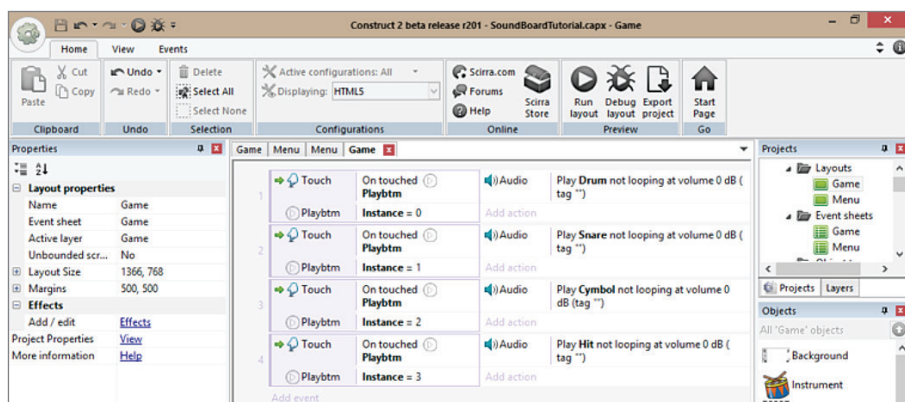 Construct 2 beta release r201 - SoundBoardTutorial.capx - Game
Home View Events
Paste
Cut
Copy
Clipboard
Undo
Redo
Undo
Delete
Select All
Select None
Selection
Active configurations: All
Displaying: HTML5
Configurations
Scirra.com
Forums
Help
Scirra Store
Online
Run layout
Debug layout
Export project
Preview
Start Page
Go
Properties
Layout properties
Name Game
Event sheet Game
Active layer Game
Unbounded scr... No
Layout Size 1366, 768
Margins 500, 500
Effects
Add / edit Effects
Project Properties View
More information Help
Game Menu Menu Game
1
Touch On touched Playbtm
Playbtm Instance = 0
Audio Play Drum not looping at volume 0 dB (
tag "")
Add action
2
Touch On touched Playbtm
Playbtm Instance = 1
Audio Play Snare not looping at volume 0 dB (
tag "")
Add action
3
Touch On touched Playbtm
Playbtm Instance = 2
Audio Play Cymbol not looping at volume 0
dB (tag "")
Add action
4
Touch On touched Playbtm
Playbtm Instance = 3
Audio Play Hit not looping at volume 0 dB (
tag "")
Add action
Add event
Projects
Layouts
Game
Menu
Event sheets
Game
Menu
Projects Layers
Objects
All 'Game' objects
Background
Instrument